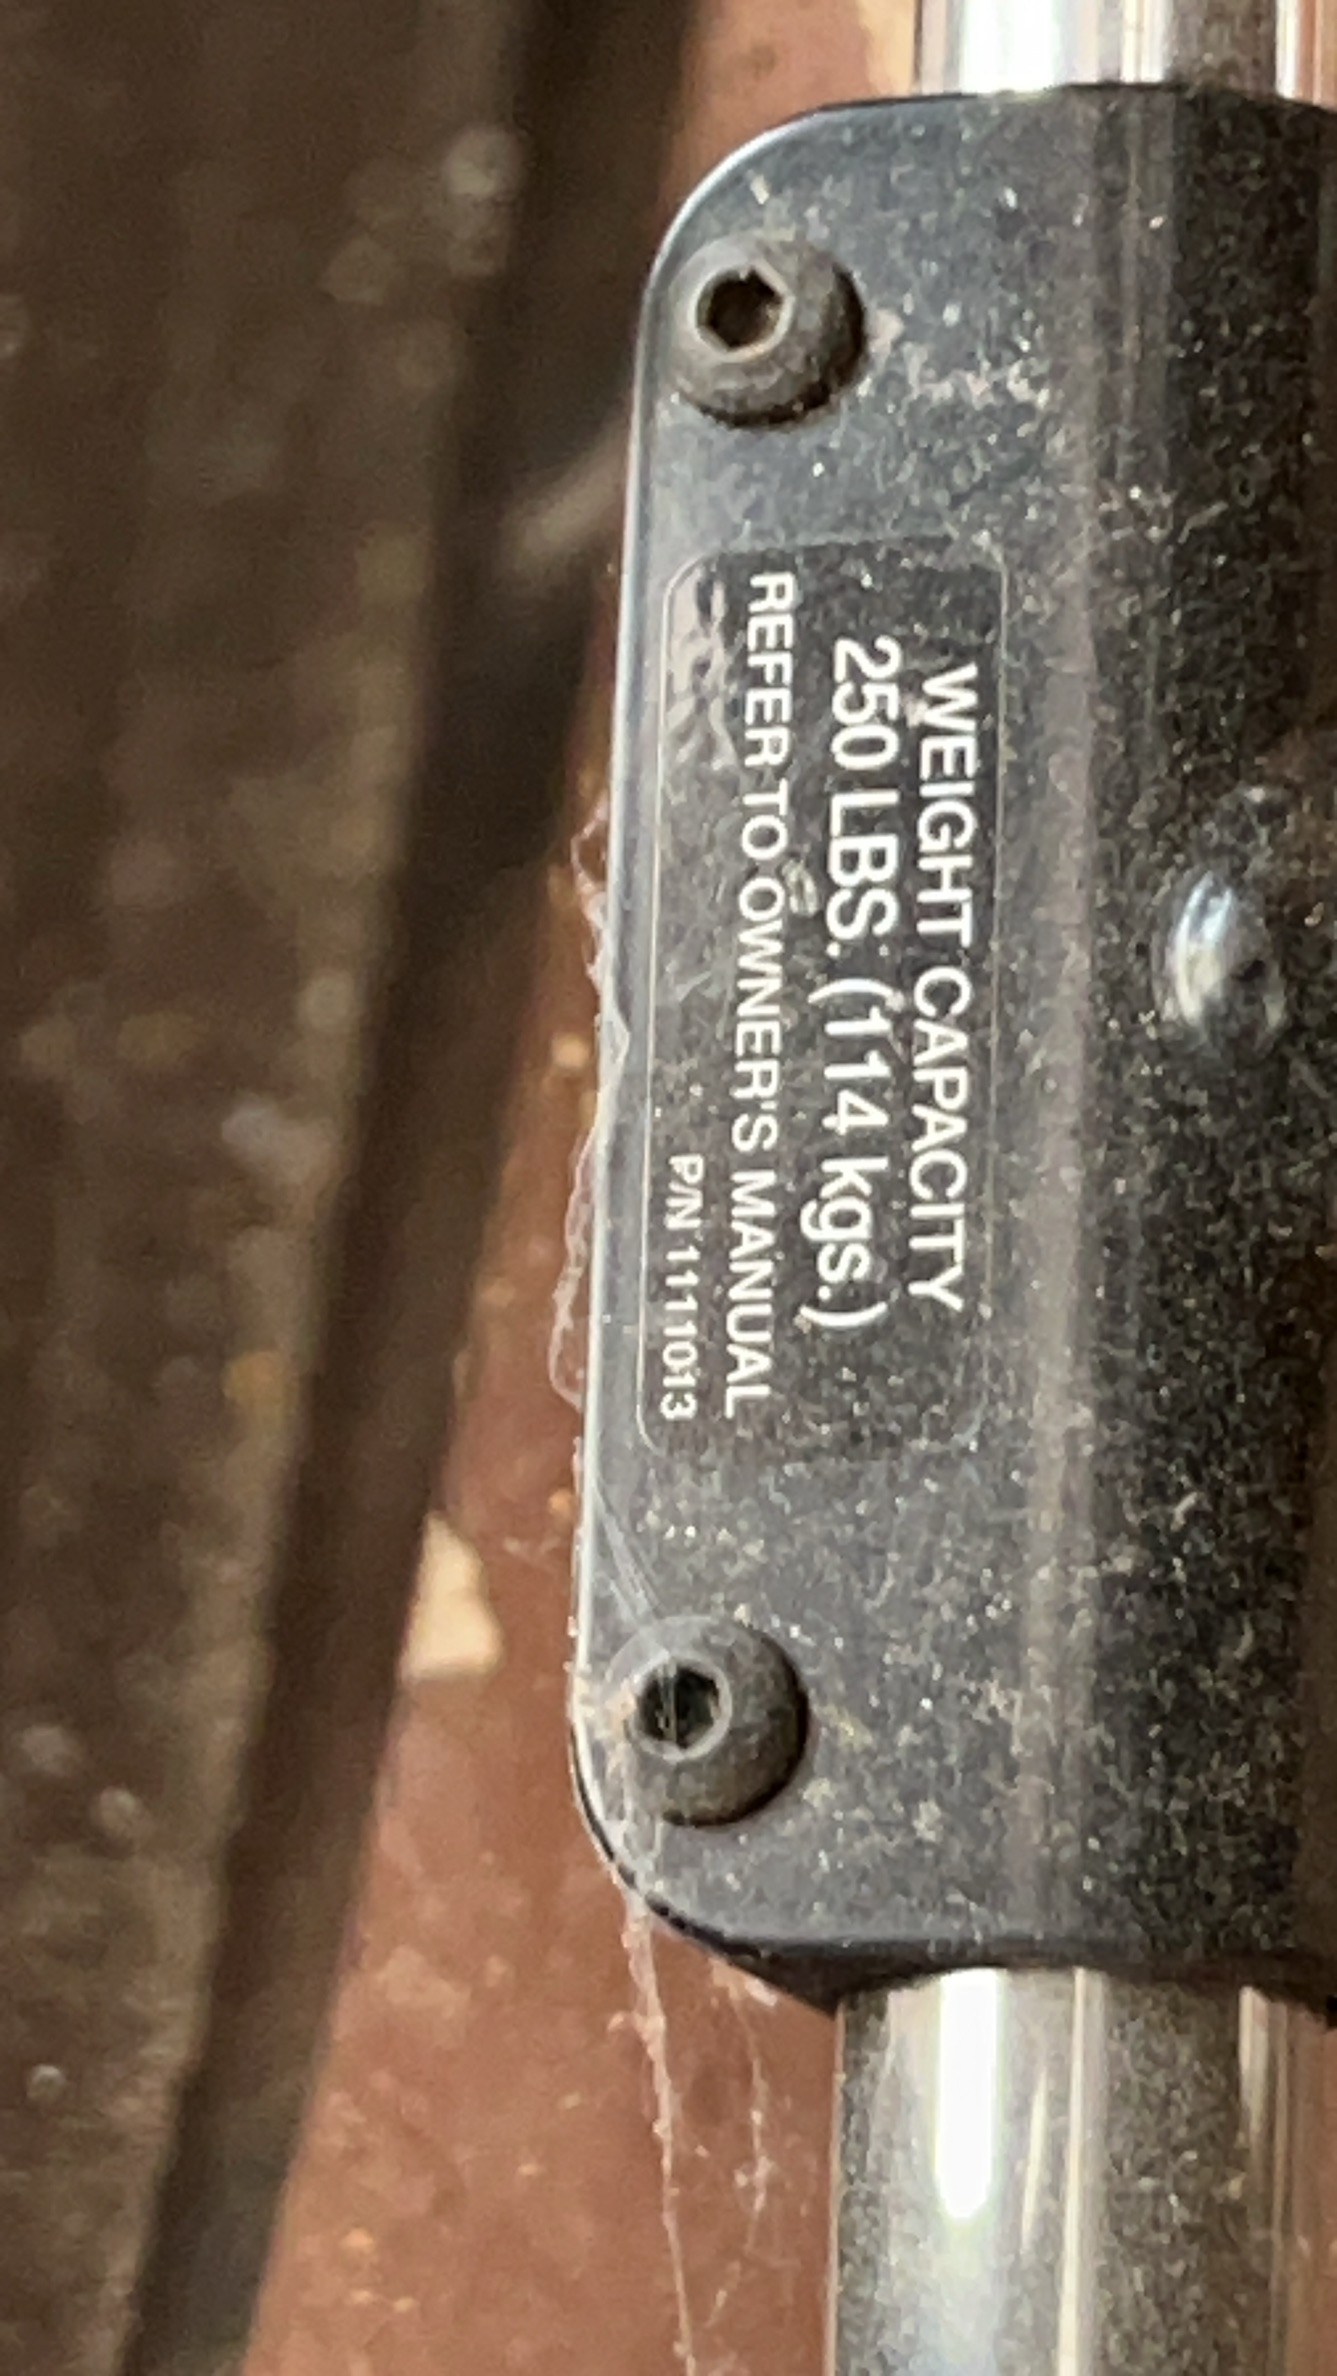 WEIGHT CAPACITY
250 LBS. (114 kgs.)
REFER TO OWNER'S MANUAL
P/N 1111013